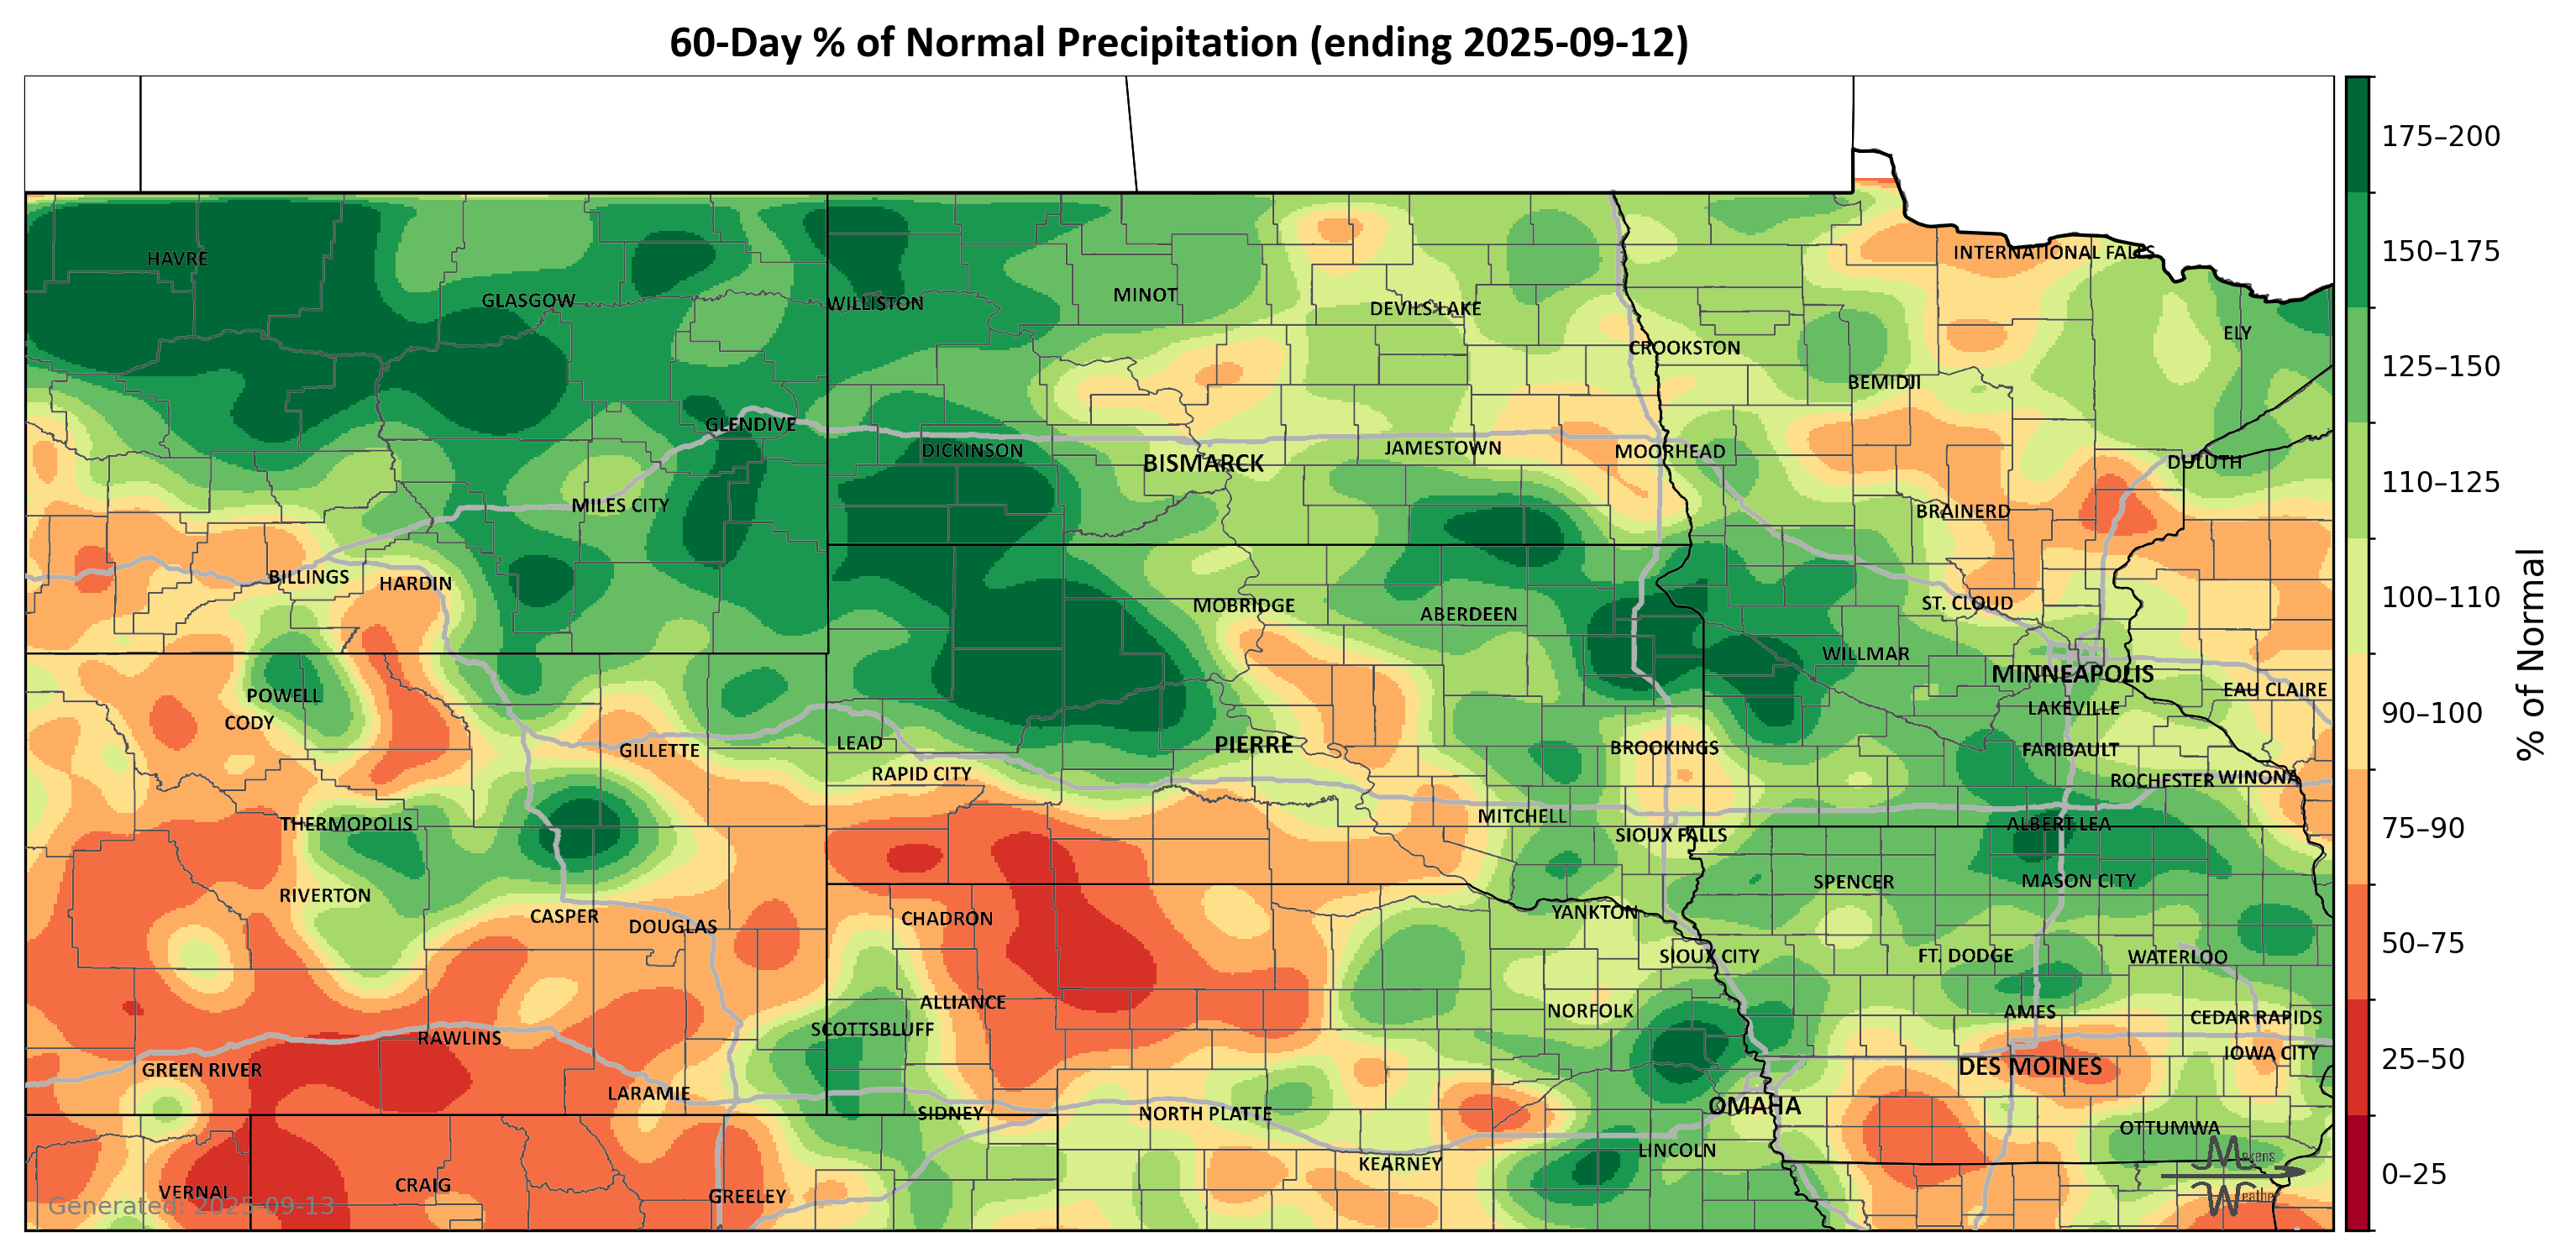 60-Day % of Normal Precipitation (ending 2025-09-12)
HAVRE
GLASGOW
WILLISTON
MINOT
DEVILS LAKE
INTERNATIONAL FALLS
ELY
CROOKSTON
BEMIDJI
GLENDIVE
DICKINSON
BISMARCK
JAMESTOWN
MOORHEAD
DULUTH
MILES CITY
BRAINERD
BILLINGS
HARDIN
MOBRIDGE
ABERDEEN
ST. CLOUD
WILLMAR
MINNEAPOLIS
EAU CLAIRE
POWELL
CODY
LAKEVILLE
GILLETTE
LEAD
PIERRE
BROOKINGS
FARIBAULT
RAPID CITY
ROCHESTER
WINONA
THERMOPOLIS
MITCHELL
SIOUX FALLS
ALBERT LEA
RIVERTON
SPENCER
MASON CITY
CASPER
DOUGLAS
CHADRON
YANKTON
SIOUX CITY
FT. DODGE
WATERLOO
ALLIANCE
NORFOLK
AMES
CEDAR RAPIDS
SCOTTSBLUFF
RAWLINS
IOWA CITY
GREEN RIVER
DES MOINES
LARAMIE
SIDNEY
NORTH PLATTE
OMAHA
OTTUMWA
LINCOLN
KEARNEY
VERNAL
CRAIG
GREELEY
Generated: 2025-09-13
Makens
Weather
175–200
150–175
125–150
110–125
100–110
90–100
75–90
50–75
25–50
0–25
% of Normal